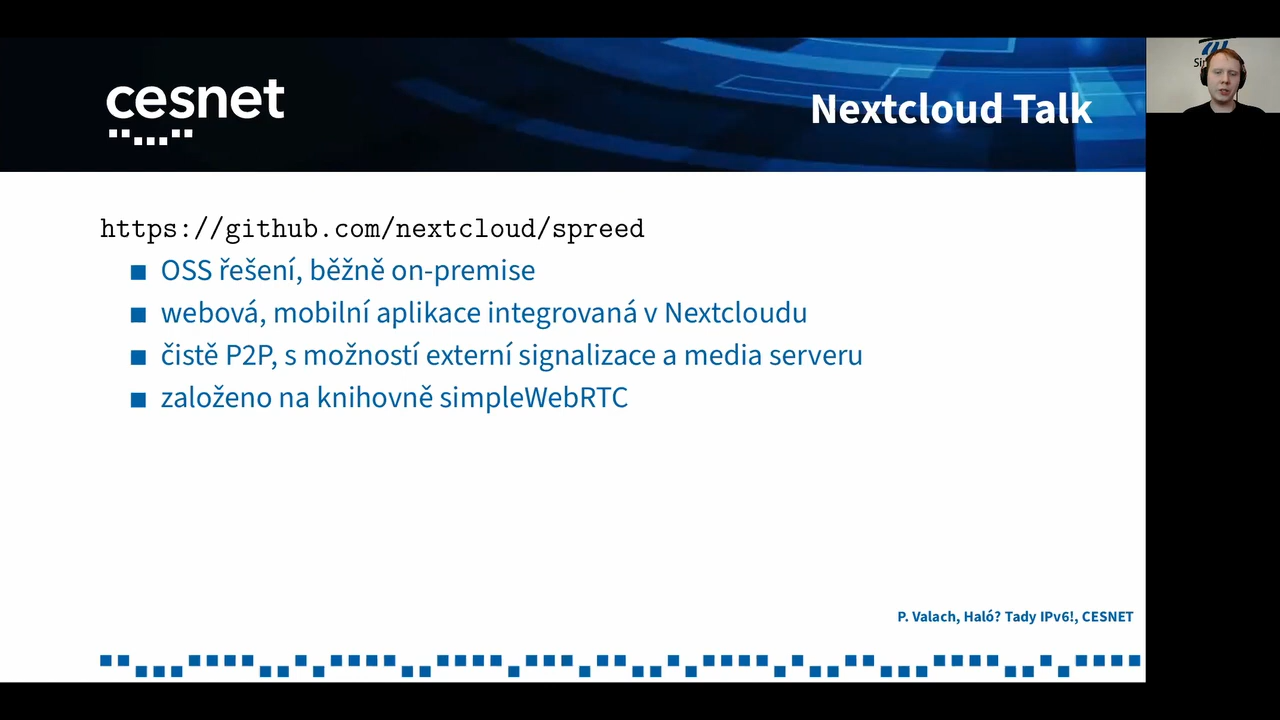 cesnet
Nextcloud Talk
https://github.com/nextcloud/spreed
OSS řešení, běžně on-premise
webová, mobilní aplikace integrovaná v Nextcloudu
čistě P2P, s možností externí signalizace a media serveru
založeno na knihovně simpleWebRTC
P. Valach, Haló? Tady IPv6!, CESNET